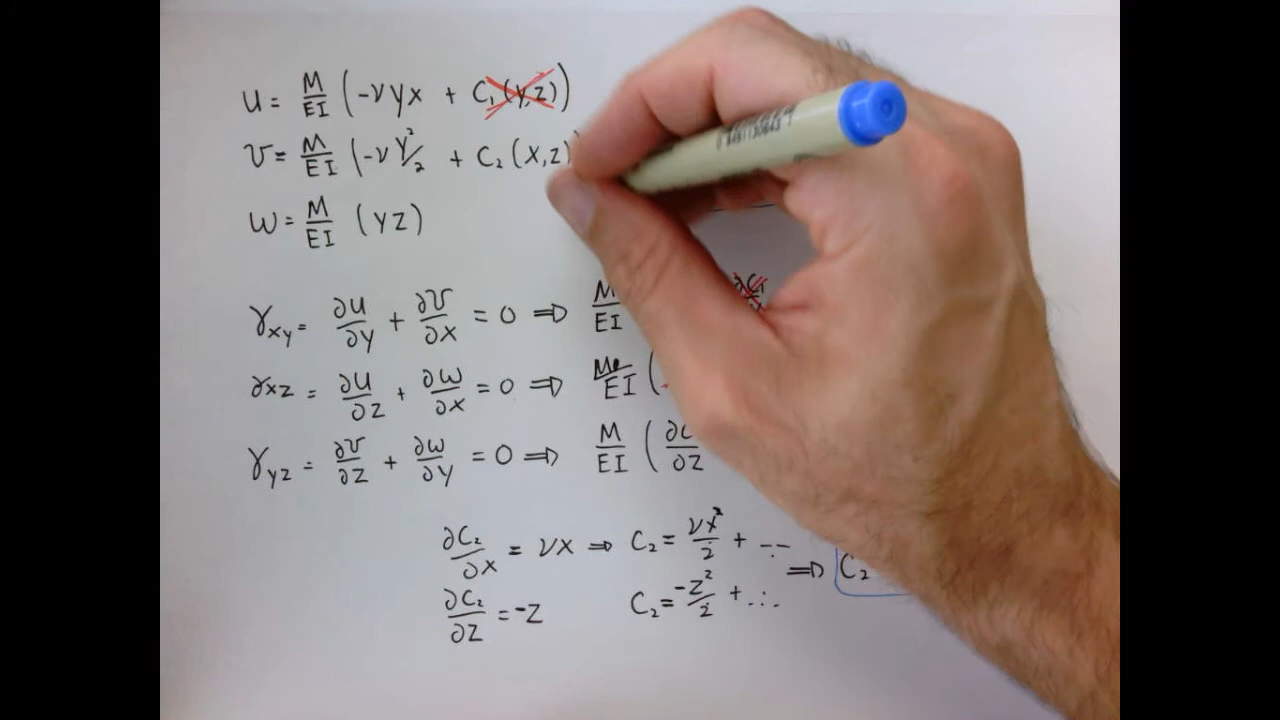 u = M/EI (-νyx + C₁(y,z))
v = M/EI (-νy²/2 + C₂(x,z)
w = M/EI (yz)
γxy = ∂u/∂y + ∂v/∂x = 0 ⇒ M/EI ∂C₁
γxz = ∂u/∂z + ∂w/∂x = 0 ⇒ M/EI (
γyz = ∂v/∂z + ∂w/∂y = 0 ⇒ M/EI (∂C/∂z
∂C₂/∂x = νx ⇒ C₂ = νx²/2 + ... ⇒ C₂
∂C₂/∂z = -z C₂ = -z²/2 + ...